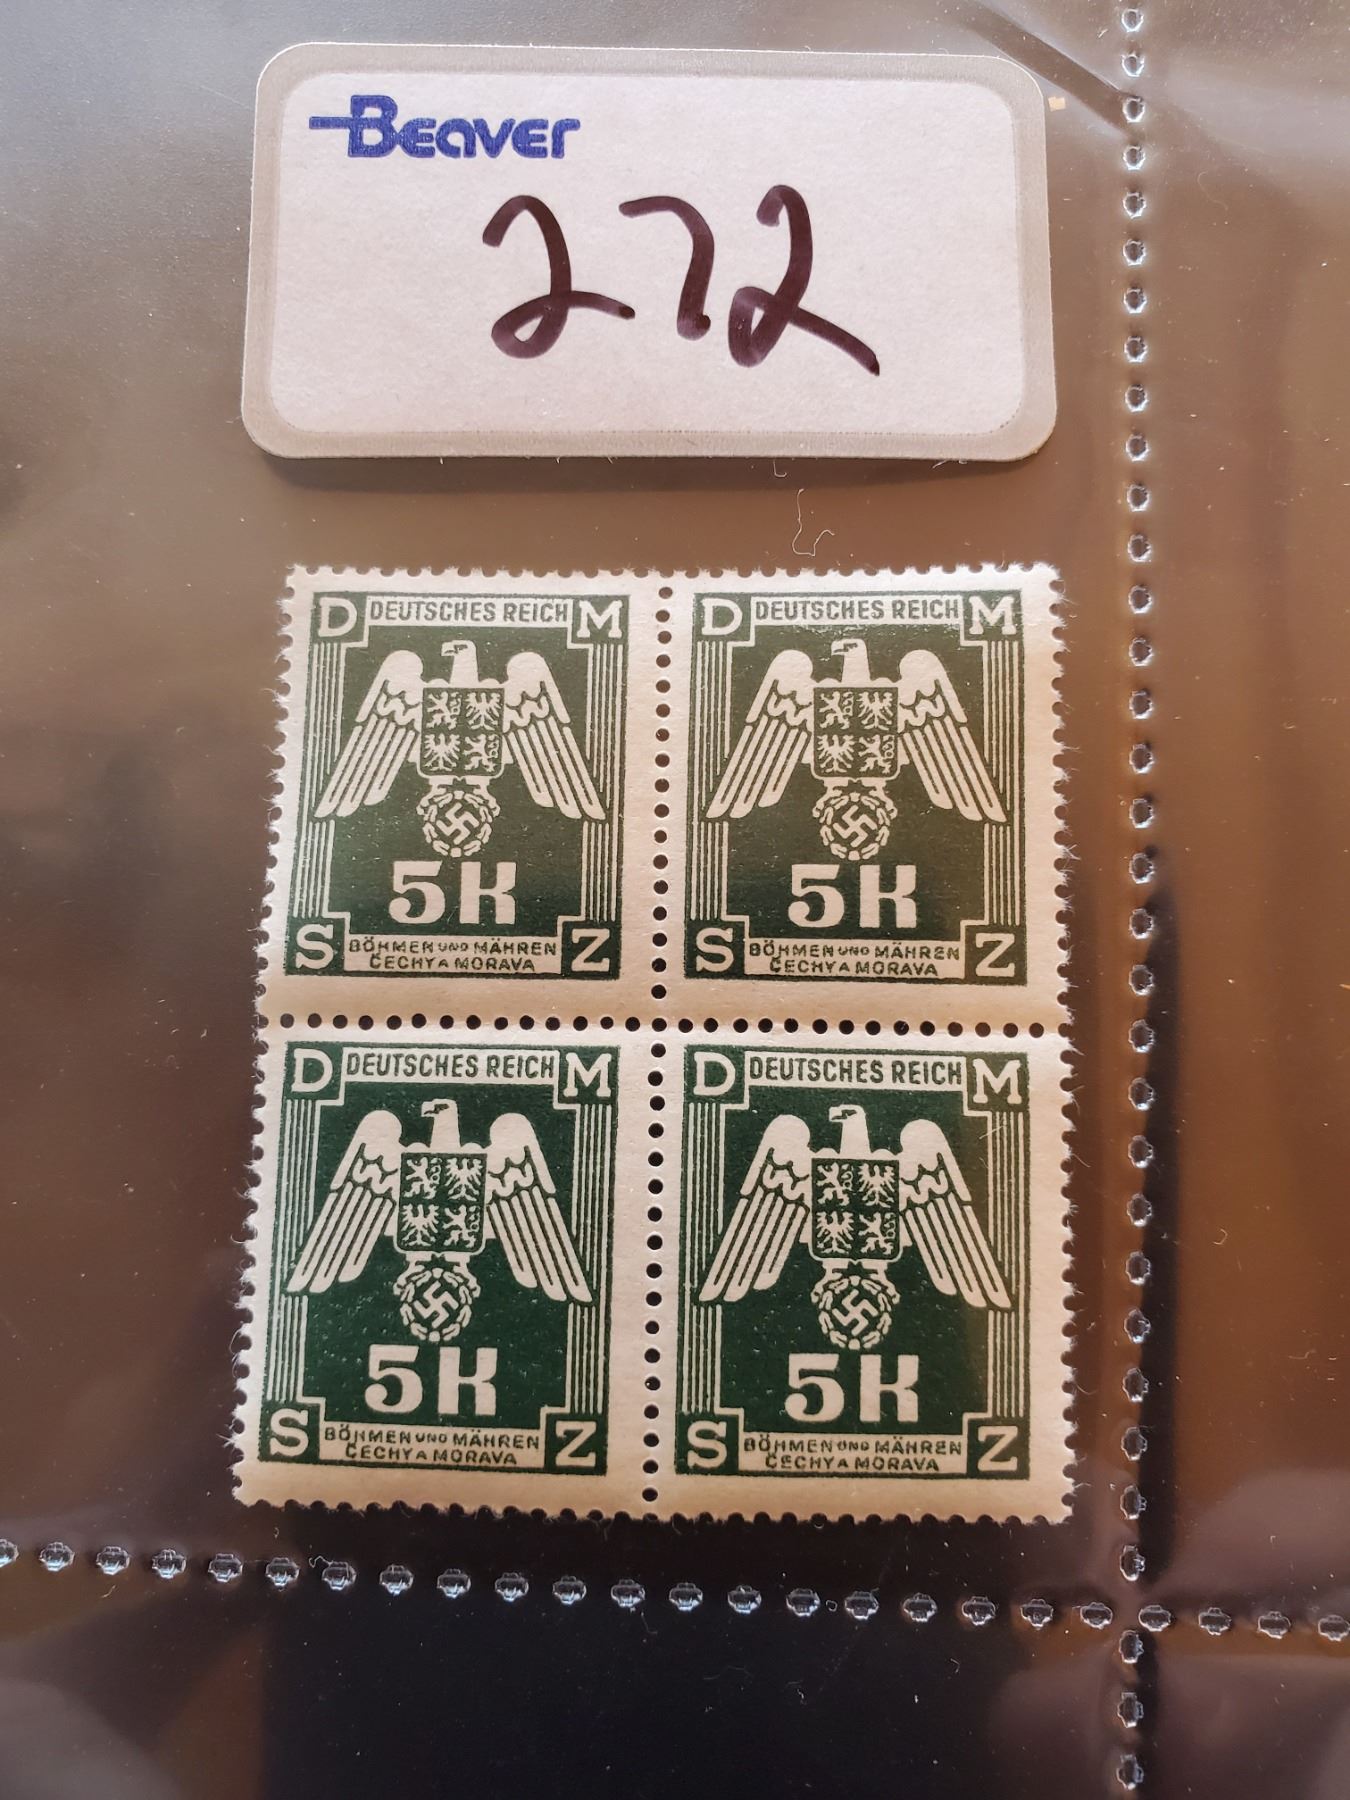 Beaver
272
D DEUTSCHES REICH M
5K
S BÖHMEN UND MÄHREN Z
ČECHY A MORAVA
D DEUTSCHES REICH M
5K
S BÖHMEN UND MÄHREN Z
ČECHY A MORAVA
D DEUTSCHES REICH M
5K
S BÖHMEN UND MÄHREN Z
ČECHY A MORAVA
D DEUTSCHES REICH M
5K
S BÖHMEN UND MÄHREN Z
ČECHY A MORAVA